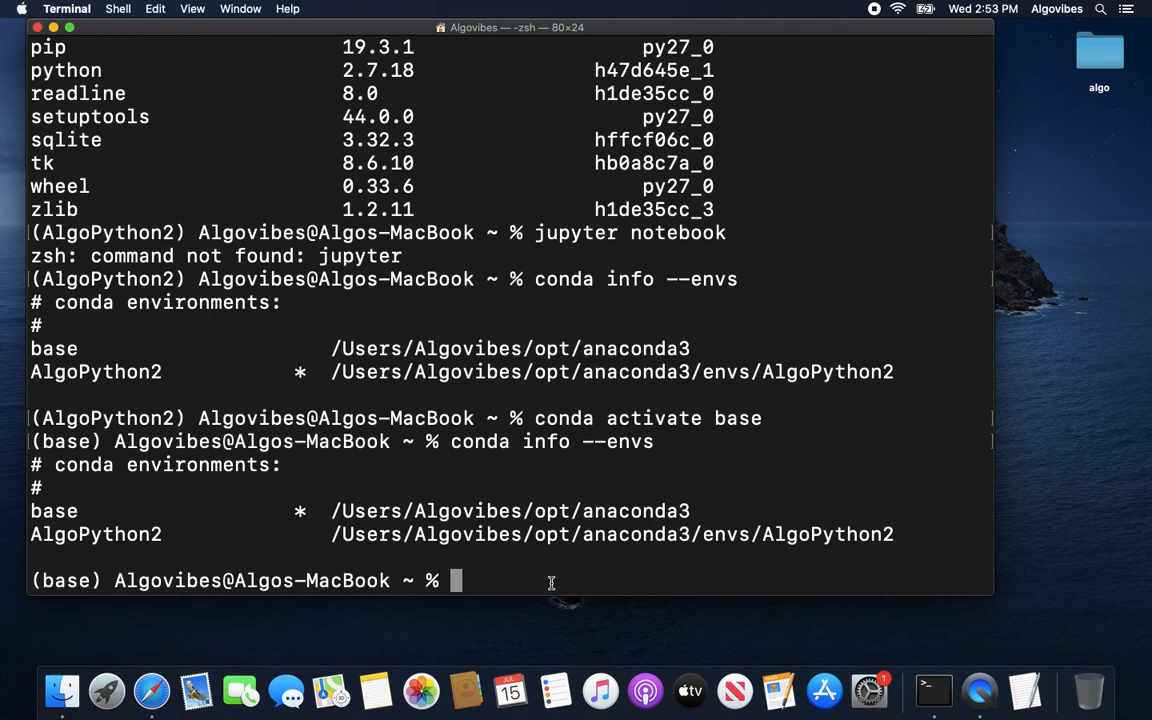 Terminal Shell Edit View Window Help Wed 2:53 PM Algovibes
Algovibes — -zsh — 80×24
pip 19.3.1 py27_0
python 2.7.18 h47d645e_1
readline 8.0 h1de35cc_0
setuptools 44.0.0 py27_0
sqlite 3.32.3 hffcf06c_0
tk 8.6.10 hb0a8c7a_0
wheel 0.33.6 py27_0
zlib 1.2.11 h1de35cc_3
[(AlgoPython2) Algovibes@Algos-MacBook ~ % jupyter notebook ]
zsh: command not found: jupyter
[(AlgoPython2) Algovibes@Algos-MacBook ~ % conda info --envs ]
# conda environments:
#
base /Users/Algovibes/opt/anaconda3
AlgoPython2 * /Users/Algovibes/opt/anaconda3/envs/AlgoPython2
[(AlgoPython2) Algovibes@Algos-MacBook ~ % conda activate base ]
[(base) Algovibes@Algos-MacBook ~ % conda info --envs ]
# conda environments:
#
base * /Users/Algovibes/opt/anaconda3
AlgoPython2 /Users/Algovibes/opt/anaconda3/envs/AlgoPython2
(base) Algovibes@Algos-MacBook ~ %
algo
JUL
15
1